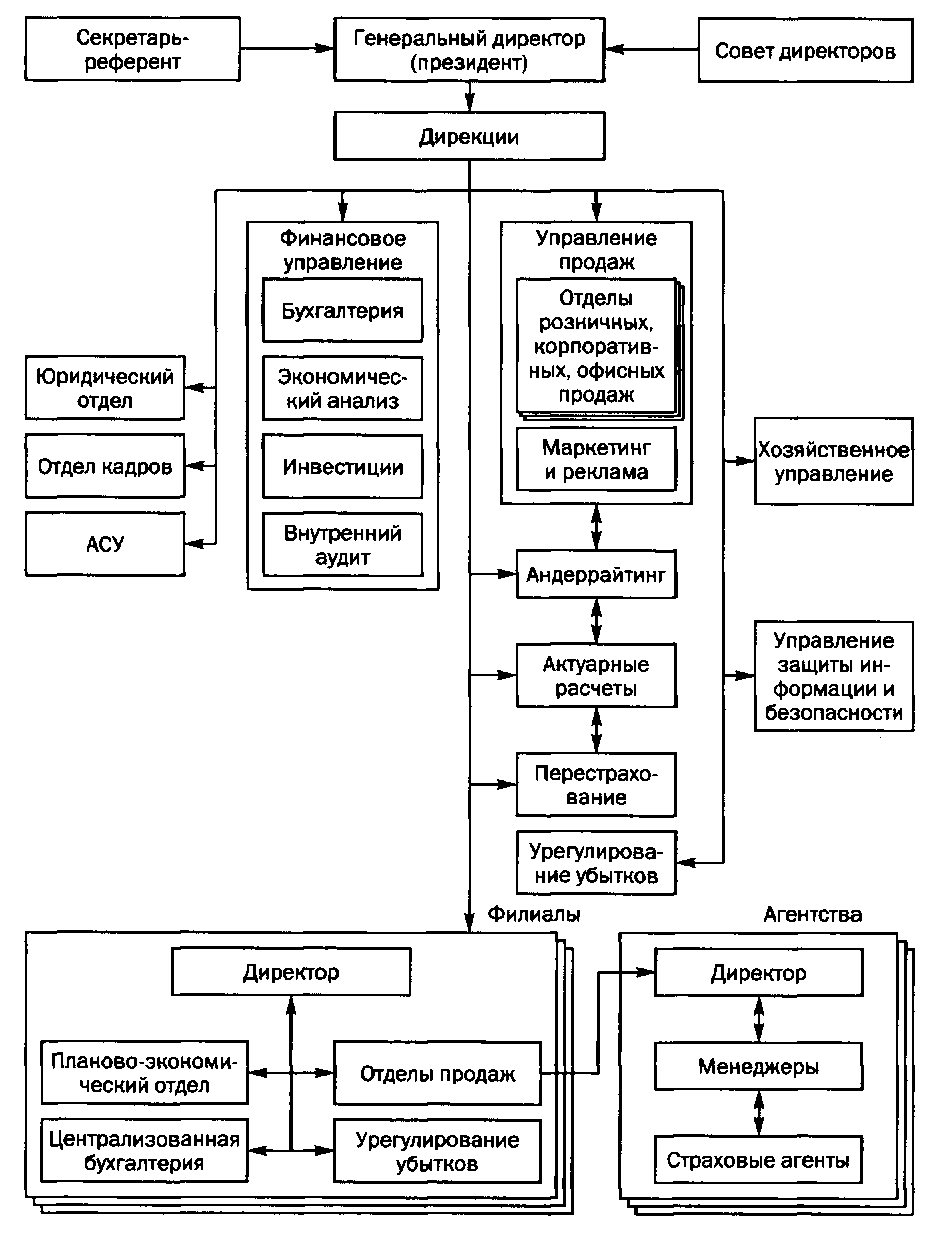 Секретарь-
референт
Генеральный директор
(президент)
Совет директоров
Дирекции
Финансовое
управление
Бухгалтерия
Экономичес-
кий анализ
Инвестиции
Внутренний
аудит
Управление
продаж
Отделы
розничных,
корпоратив-
ных, офисных
продаж
Маркетинг
и реклама
Юридический
отдел
Отдел кадров
АСУ
Хозяйственное
управление
Андеррайтинг
Актуарные
расчеты
Управление
защиты ин-
формации и
безопасности
Перестрахо-
вание
Урегулирова-
ние убытков
Филиалы
Директор
Планово-экономи-
ческий отдел
Отделы продаж
Централизованная
бухгалтерия
Урегулирование
убытков
Агентства
Директор
Менеджеры
Страховые агенты